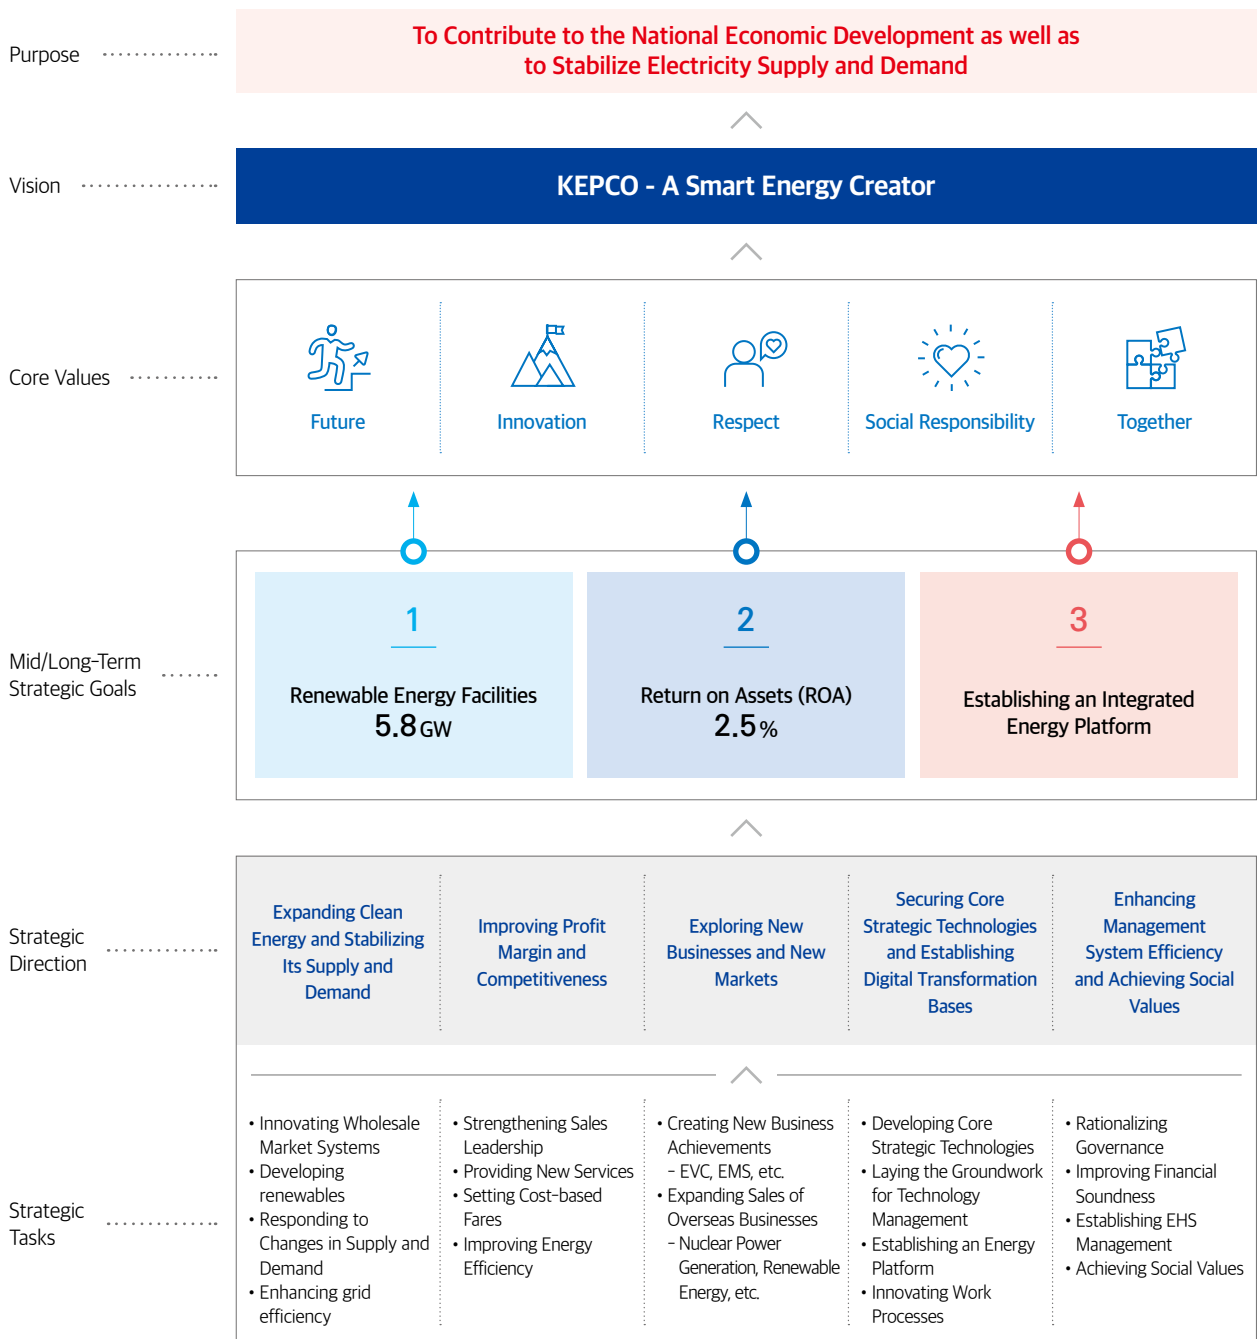 Purpose
To Contribute to the National Economic Development as well as
to Stabilize Electricity Supply and Demand
Vision
KEPCO - A Smart Energy Creator
Core Values
Future
Innovation
Respect
Social Responsibility
Together
Mid/Long-Term
Strategic Goals
1
Renewable Energy Facilities
5.8 GW
2
Return on Assets (ROA)
2.5 %
3
Establishing an Integrated
Energy Platform
Strategic
Direction
Expanding Clean
Energy and Stabilizing
Its Supply and
Demand
Improving Profit
Margin and
Competitiveness
Exploring New
Businesses and New
Markets
Securing Core
Strategic Technologies
and Establishing
Digital Transformation
Bases
Enhancing
Management
System Efficiency
and Achieving Social
Values
Strategic
Tasks
• Innovating Wholesale
Market Systems
• Developing
renewables
• Responding to
Changes in Supply and
Demand
• Enhancing grid
efficiency
• Strengthening Sales
Leadership
• Providing New Services
• Setting Cost-based
Fares
• Improving Energy
Efficiency
• Creating New Business
Achievements
- EVC, EMS, etc.
• Expanding Sales of
Overseas Businesses
- Nuclear Power
Generation, Renewable
Energy, etc.
• Developing Core
Strategic Technologies
• Laying the Groundwork
for Technology
Management
• Establishing an Energy
Platform
• Innovating Work
Processes
• Rationalizing
Governance
• Improving Financial
Soundness
• Establishing EHS
Management
• Achieving Social Values